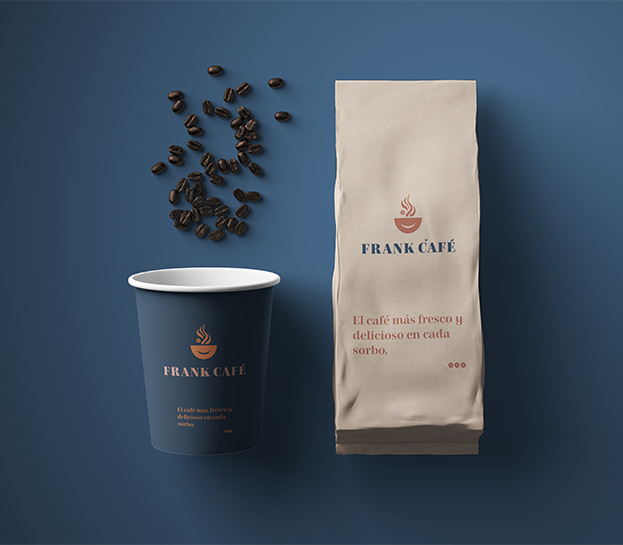 FRANK CAFÉ
El café más fresco y
delicioso en cada
sorbo.
FRANK CAFÉ
El café más fresco y
delicioso en cada
sorbo.